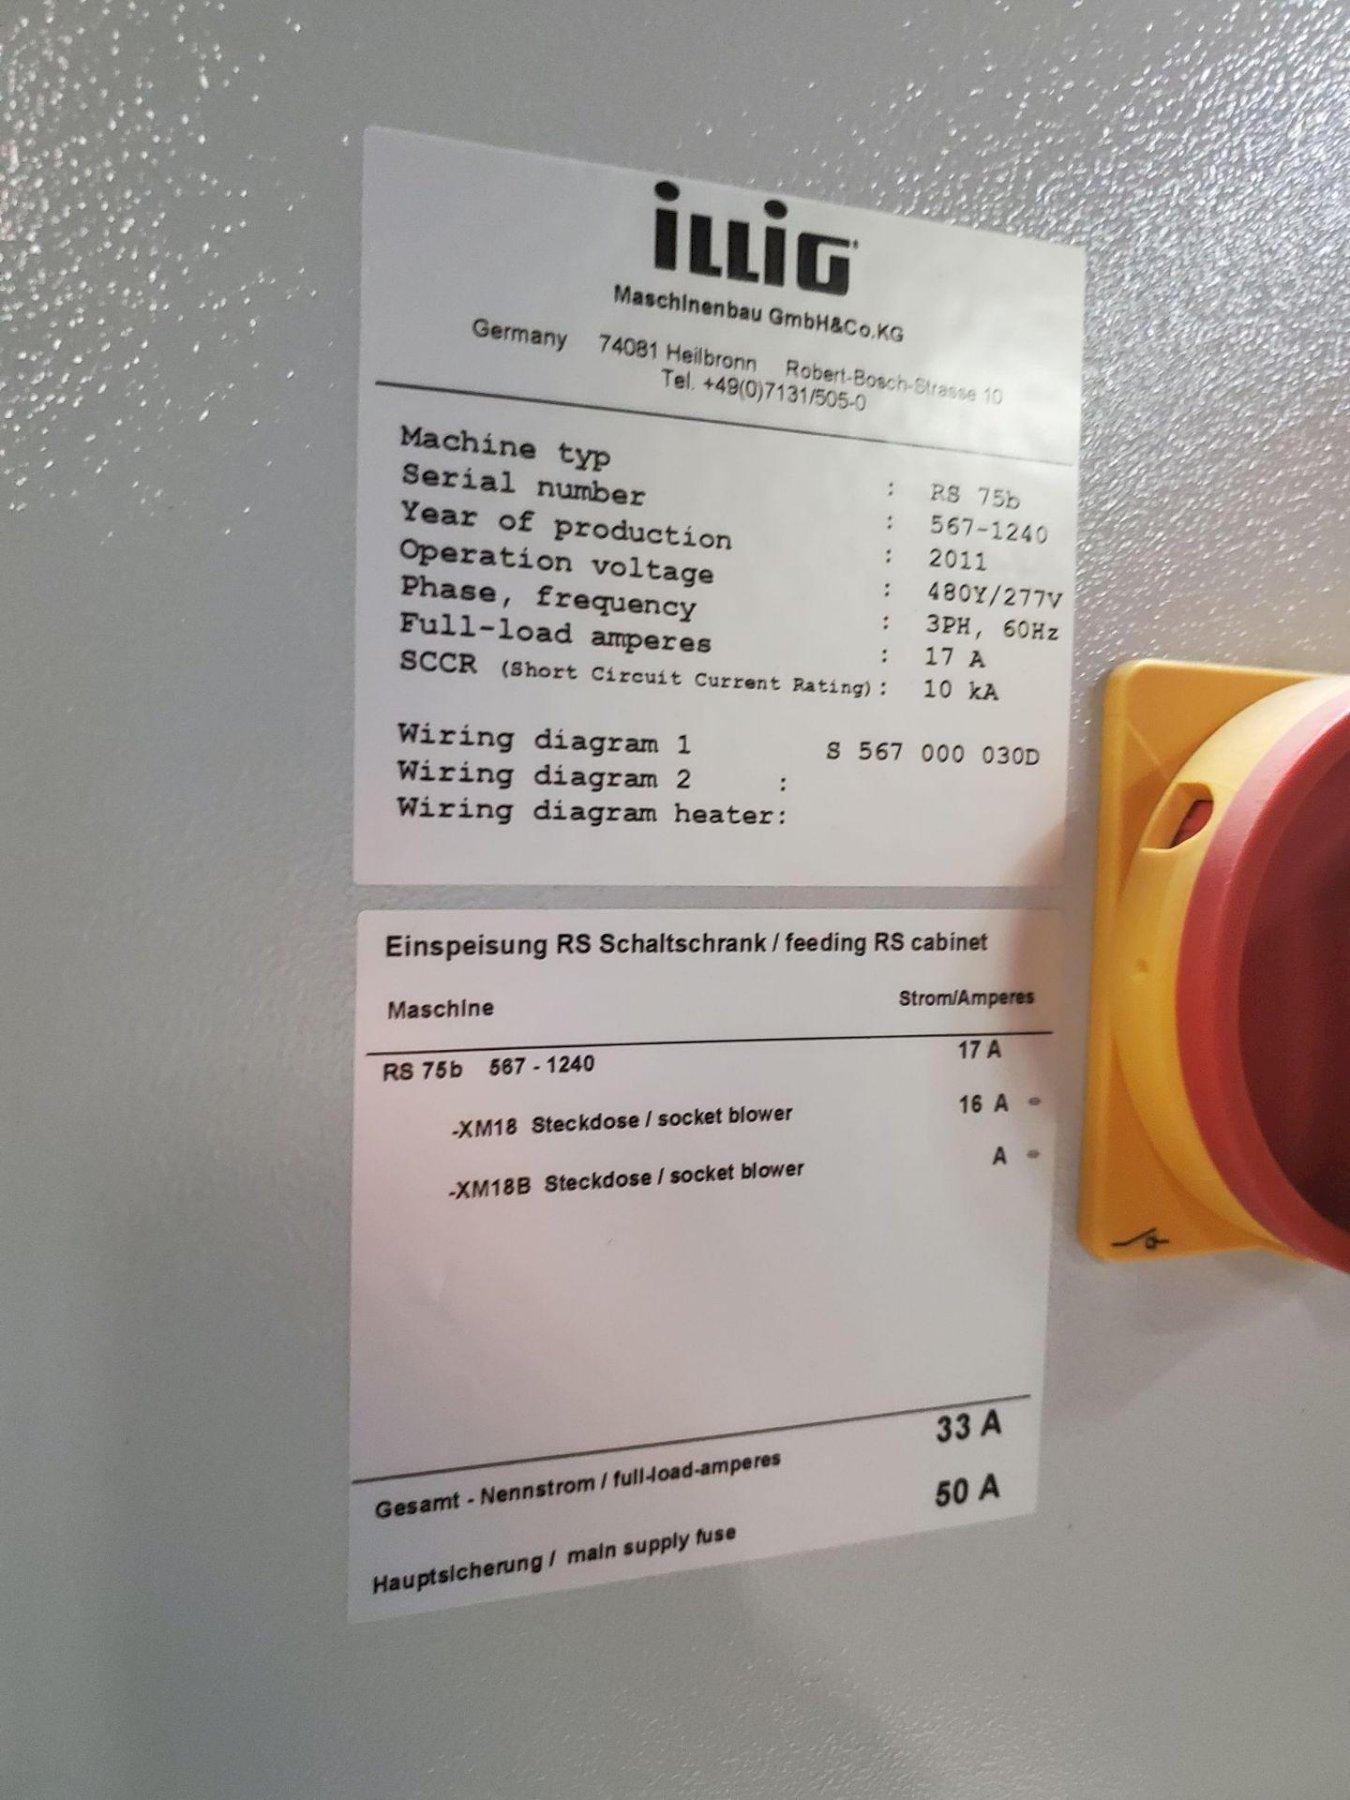 ILLIG
Maschinenbau GmbH&Co.KG
Germany 74081 Heilbronn Robert-Bosch-Strasse 10
Tel. +49(0)7131/505-0
Machine typ : RS 75b
Serial number : 567-1240
Year of production : 2011
Operation voltage : 480Y/277V
Phase, frequency : 3PH, 60Hz
Full-load amperes : 17 A
SCCR (Short Circuit Current Rating): 10 kA
Wiring diagram 1 S 567 000 030D
Wiring diagram 2 :
Wiring diagram heater:
Einspeisung RS Schaltschrank / feeding RS cabinet
Maschine Strom/Amperes
RS 75b 567 - 1240 17 A
-XM18 Steckdose / socket blower 16 A
-XM18B Steckdose / socket blower A
Gesamt - Nennstrom / full-load-amperes 33 A
Hauptsicherung / main supply fuse 50 A